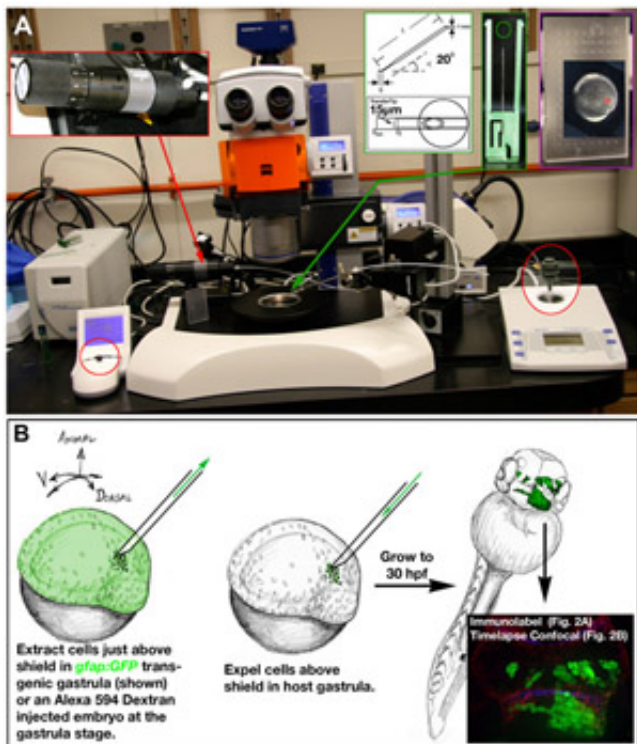 A
20°
15µm
B
V
Extract cells just above
shield in gfap:GFP trans-
genic gastrula (shown)
or an Alexa 594 Dextran
injected embryo at the
gastrula stage.
Expel cells above
shield in host gastrula.
Grow to
30 hpf
Immunolabel (Fig. 2A)
Timelapse Confocal (Fig. 2B)